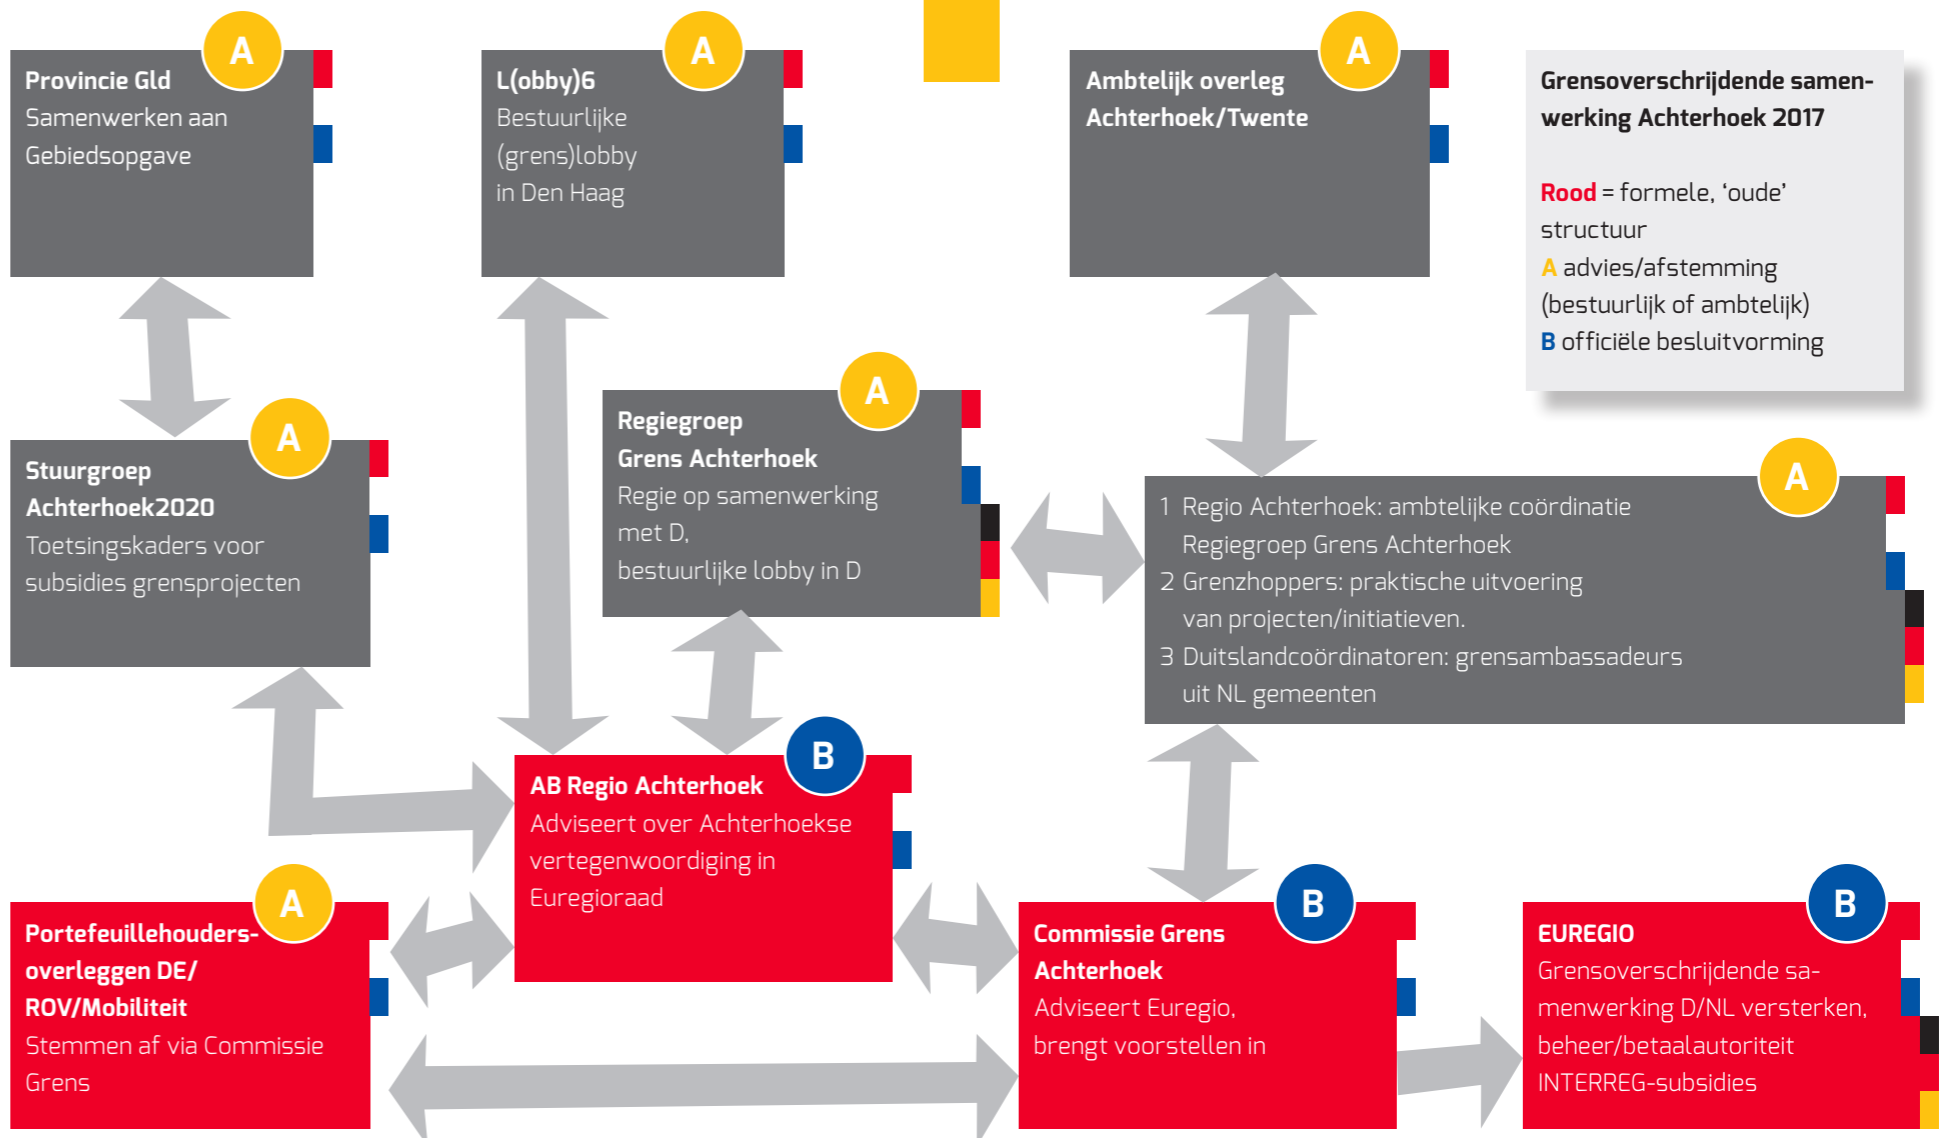 A
Provincie Gld
Samenwerken aan
Gebiedsopgave
A
L(obby)6
Bestuurlijke
(grens)lobby
in Den Haag
A
Ambtelijk overleg
Achterhoek/Twente
Grensoverschrijdende samen-
werking Achterhoek 2017
Rood = formele, ‘oude’
structuur
A advies/afstemming
(bestuurlijk of ambtelijk)
B officiële besluitvorming
A
Stuurgroep
Achterhoek2020
Toetsingskaders voor
subsidies grensprojecten
A
Regiegroep
Grens Achterhoek
Regie op samenwerking
met D,
bestuurlijke lobby in D
A
1 Regio Achterhoek: ambtelijke coördinatie
Regiegroep Grens Achterhoek
2 Grenzhoppers: praktische uitvoering
van projecten/initiatieven.
3 Duitslandcoördinatoren: grensambassadeurs
uit NL gemeenten
B
AB Regio Achterhoek
Adviseert over Achterhoekse
vertegenwoordiging in
Euregioraad
A
Portefeuillehouders-
overleggen DE/
ROV/Mobiliteit
Stemmen af via Commissie
Grens
B
Commissie Grens
Achterhoek
Adviseert Euregio,
brengt voorstellen in
B
EUREGIO
Grensoverschrijdende sa-
menwerking D/NL versterken,
beheer/betaalautoriteit
INTERREG-subsidies